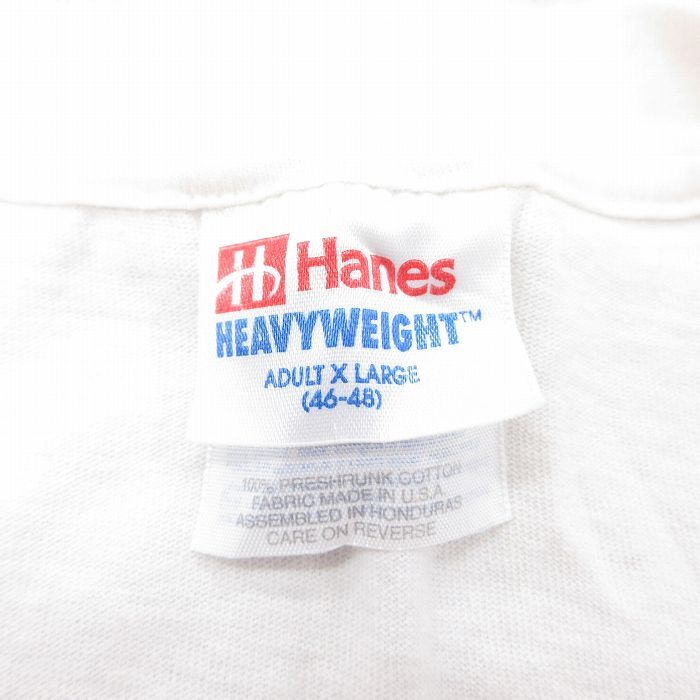 H Hanes
HEAVYWEIGHT™
ADULT X LARGE
(46-48)
100% PRESHRUNK COTTON
FABRIC MADE IN U.S.A.
ASSEMBLED IN HONDURAS
CARE ON REVERSE